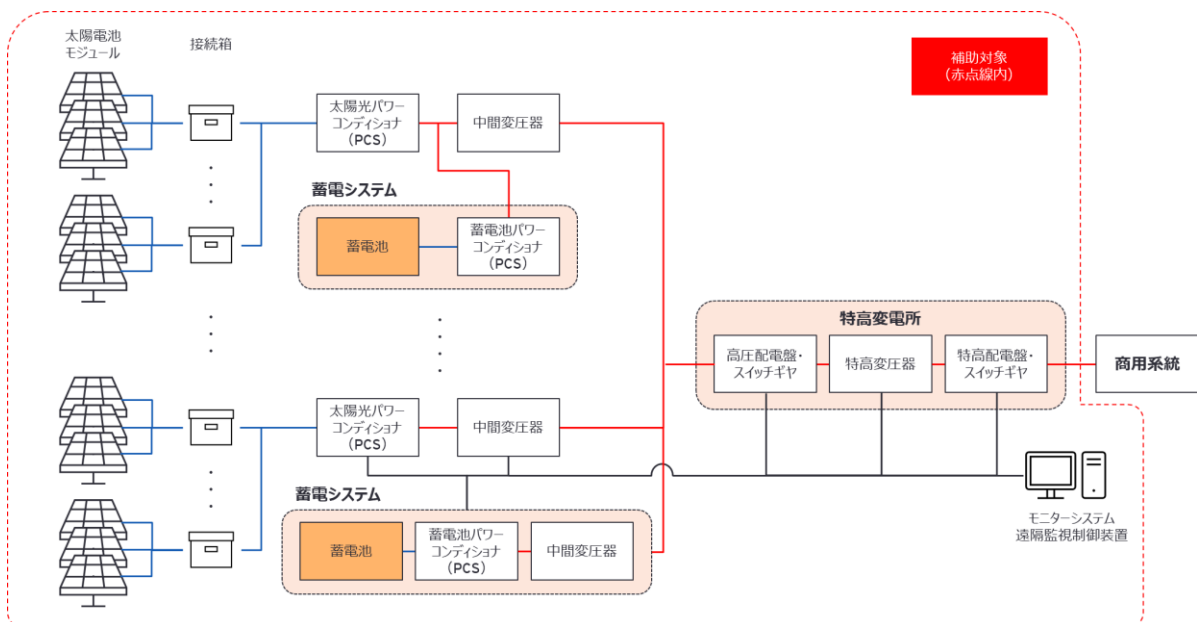 太陽電池
モジュール
接続箱
補助対象
（赤点線内）
太陽光パワー
コンディショナ
（PCS）
中間変圧器
蓄電システム
蓄電池
蓄電池パワー
コンディショナ
（PCS）
特高変電所
高圧配電盤・
スイッチギヤ
特高変圧器
特高配電盤・
スイッチギヤ
商用系統
太陽光パワー
コンディショナ
（PCS）
中間変圧器
蓄電システム
蓄電池
蓄電池パワー
コンディショナ
（PCS）
中間変圧器
モニターシステム
遠隔監視制御装置